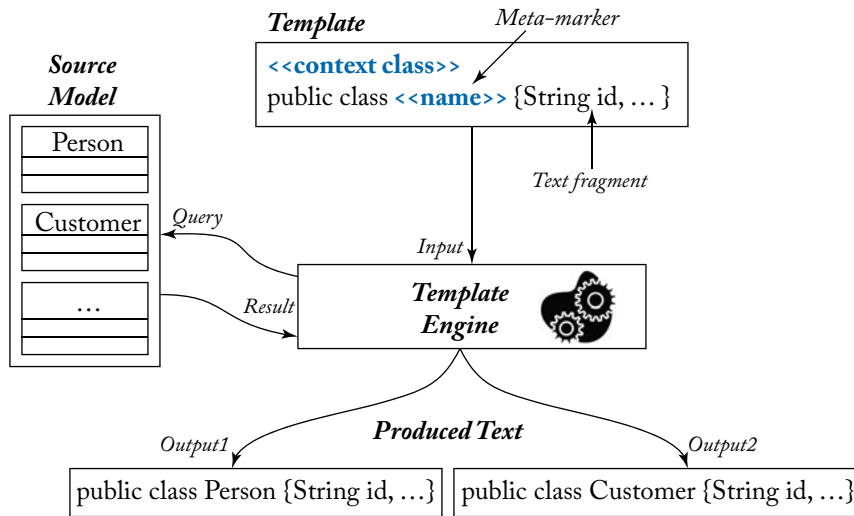 Template
Meta-marker
<<context class>>
public class <<name>> {String id, … }
Text fragment
Source
Model
Person
Customer
…
Query
Result
Input
Template
Engine
Produced Text
Output1
Output2
public class Person {String id, …}
public class Customer {String id, …}